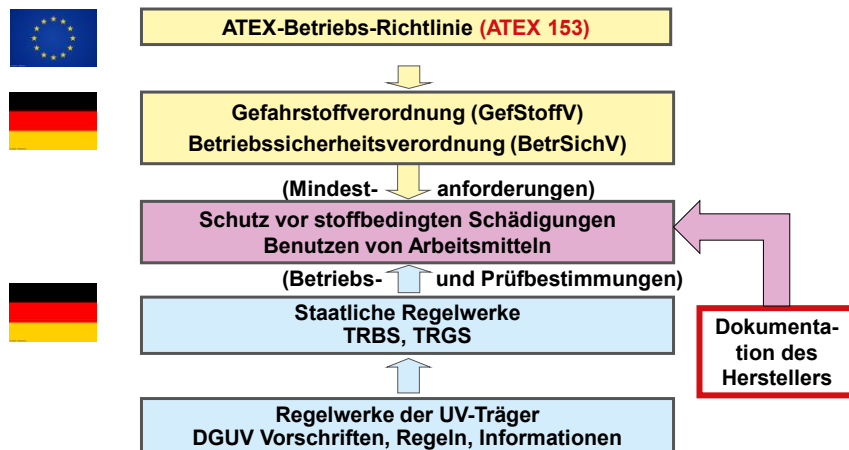 ATEX-Betriebs-Richtlinie (ATEX 153)
Gefahrstoffverordnung (GefStoffV)
Betriebssicherheitsverordnung (BetrSichV)
(Mindest- anforderungen)
Schutz vor stoffbedingten Schädigungen
Benutzen von Arbeitsmitteln
(Betriebs- und Prüfbestimmungen)
Staatliche Regelwerke
TRBS, TRGS
Dokumenta-
tion des
Herstellers
Regelwerke der UV-Träger
DGUV Vorschriften, Regeln, Informationen